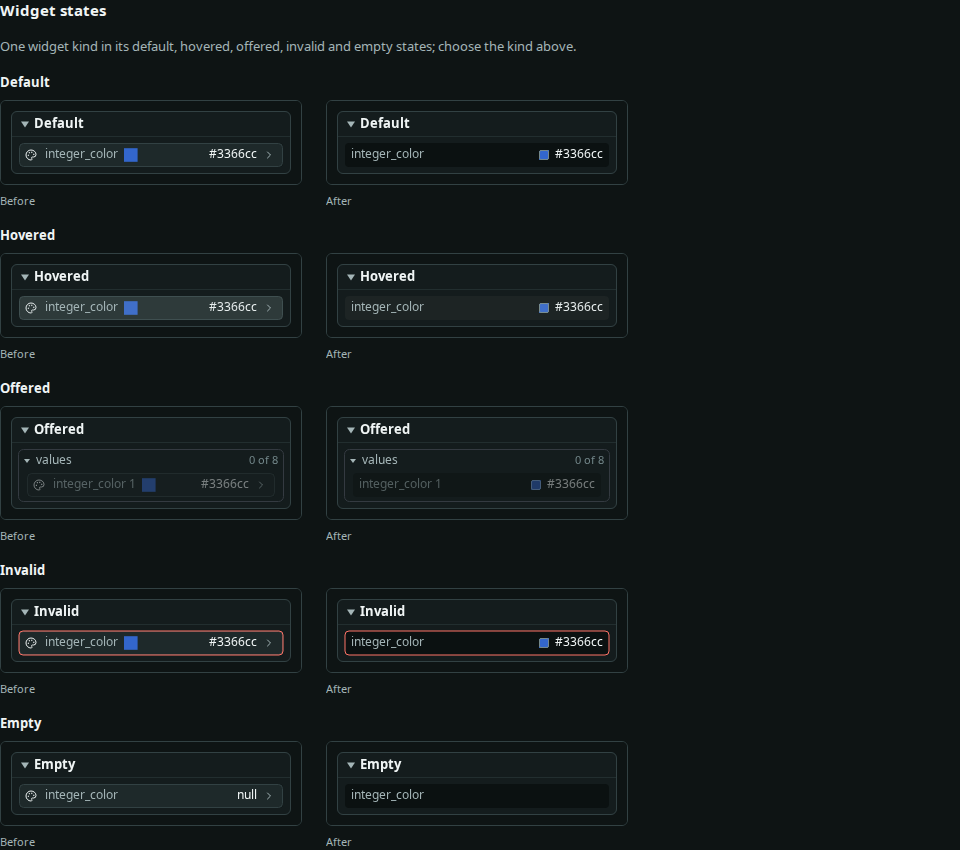 Widget states
One widget kind in its default, hovered, offered, invalid and empty states; choose the kind above.
Default
Default
integer_color #3366cc
Before
Default
integer_color #3366cc
After
Hovered
Hovered
integer_color #3366cc
Before
Hovered
integer_color #3366cc
After
Offered
Offered
values 0 of 8
integer_color 1 #3366cc
Before
Offered
values 0 of 8
integer_color 1 #3366cc
After
Invalid
Invalid
integer_color #3366cc
Before
Invalid
integer_color #3366cc
After
Empty
Empty
integer_color null
Before
Empty
integer_color
After